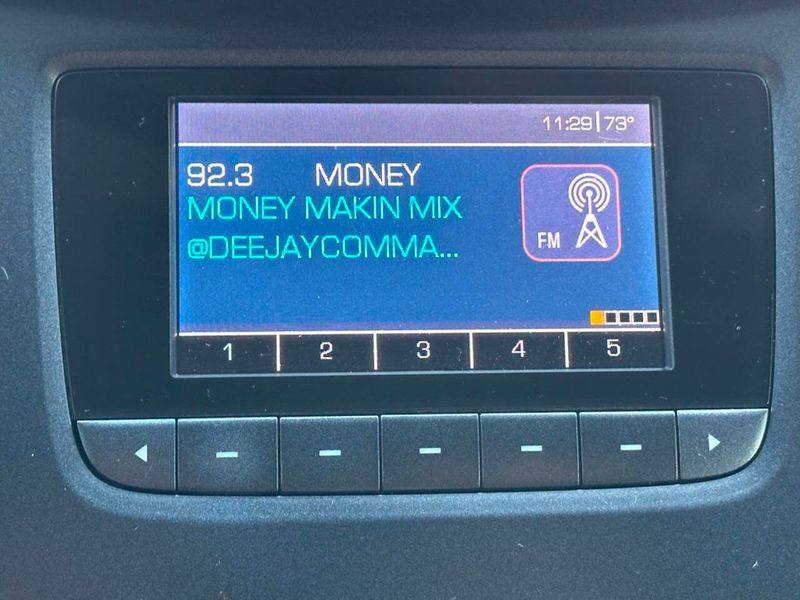 11:29|73°
92.3 MONEY
MONEY MAKIN MIX
@DEEJAYCOMMA...
FM
1 2 3 4 5